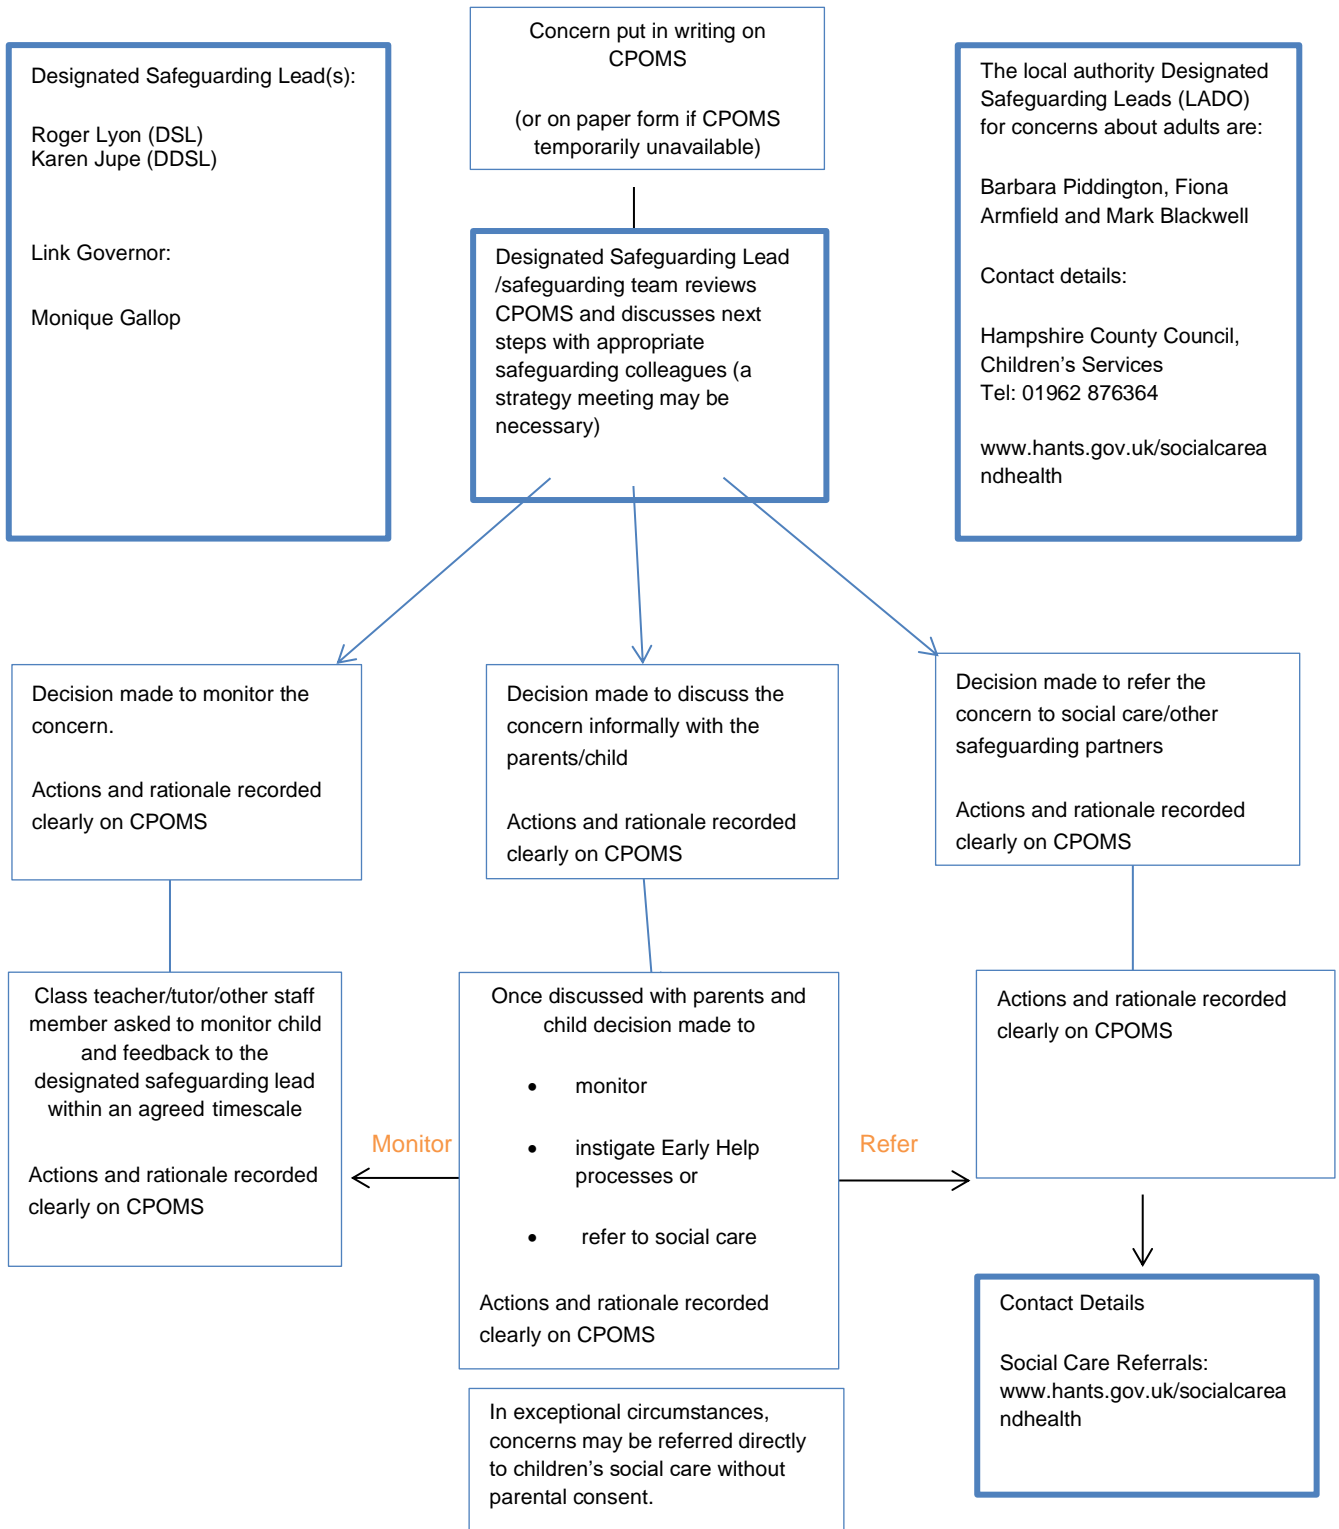 Concern put in writing on
CPOMS
(or on paper form if CPOMS
temporarily unavailable)
Designated Safeguarding Lead(s):
Roger Lyon (DSL)
Karen Jupe (DDSL)
Link Governor:
Monique Gallop
Designated Safeguarding Lead
/safeguarding team reviews
CPOMS and discusses next
steps with appropriate
safeguarding colleagues (a
strategy meeting may be
necessary)
The local authority Designated
Safeguarding Leads (LADO)
for concerns about adults are:
Barbara Piddington, Fiona
Armfield and Mark Blackwell
Contact details:
Hampshire County Council,
Children’s Services
Tel: 01962 876364
www.hants.gov.uk/socialcarea
ndhealth
Decision made to monitor the
concern.
Actions and rationale recorded
clearly on CPOMS
Decision made to discuss the
concern informally with the
parents/child
Actions and rationale recorded
clearly on CPOMS
Decision made to refer the
concern to social care/other
safeguarding partners
Actions and rationale recorded
clearly on CPOMS
Class teacher/tutor/other staff
member asked to monitor child
and feedback to the
designated safeguarding lead
within an agreed timescale
Actions and rationale recorded
clearly on CPOMS
Monitor
Once discussed with parents and
child decision made to
• monitor
• instigate Early Help
processes or
• refer to social care
Actions and rationale recorded
clearly on CPOMS
Refer
Actions and rationale recorded
clearly on CPOMS
Contact Details
Social Care Referrals:
www.hants.gov.uk/socialcarea
ndhealth
In exceptional circumstances,
concerns may be referred directly
to children’s social care without
parental consent.